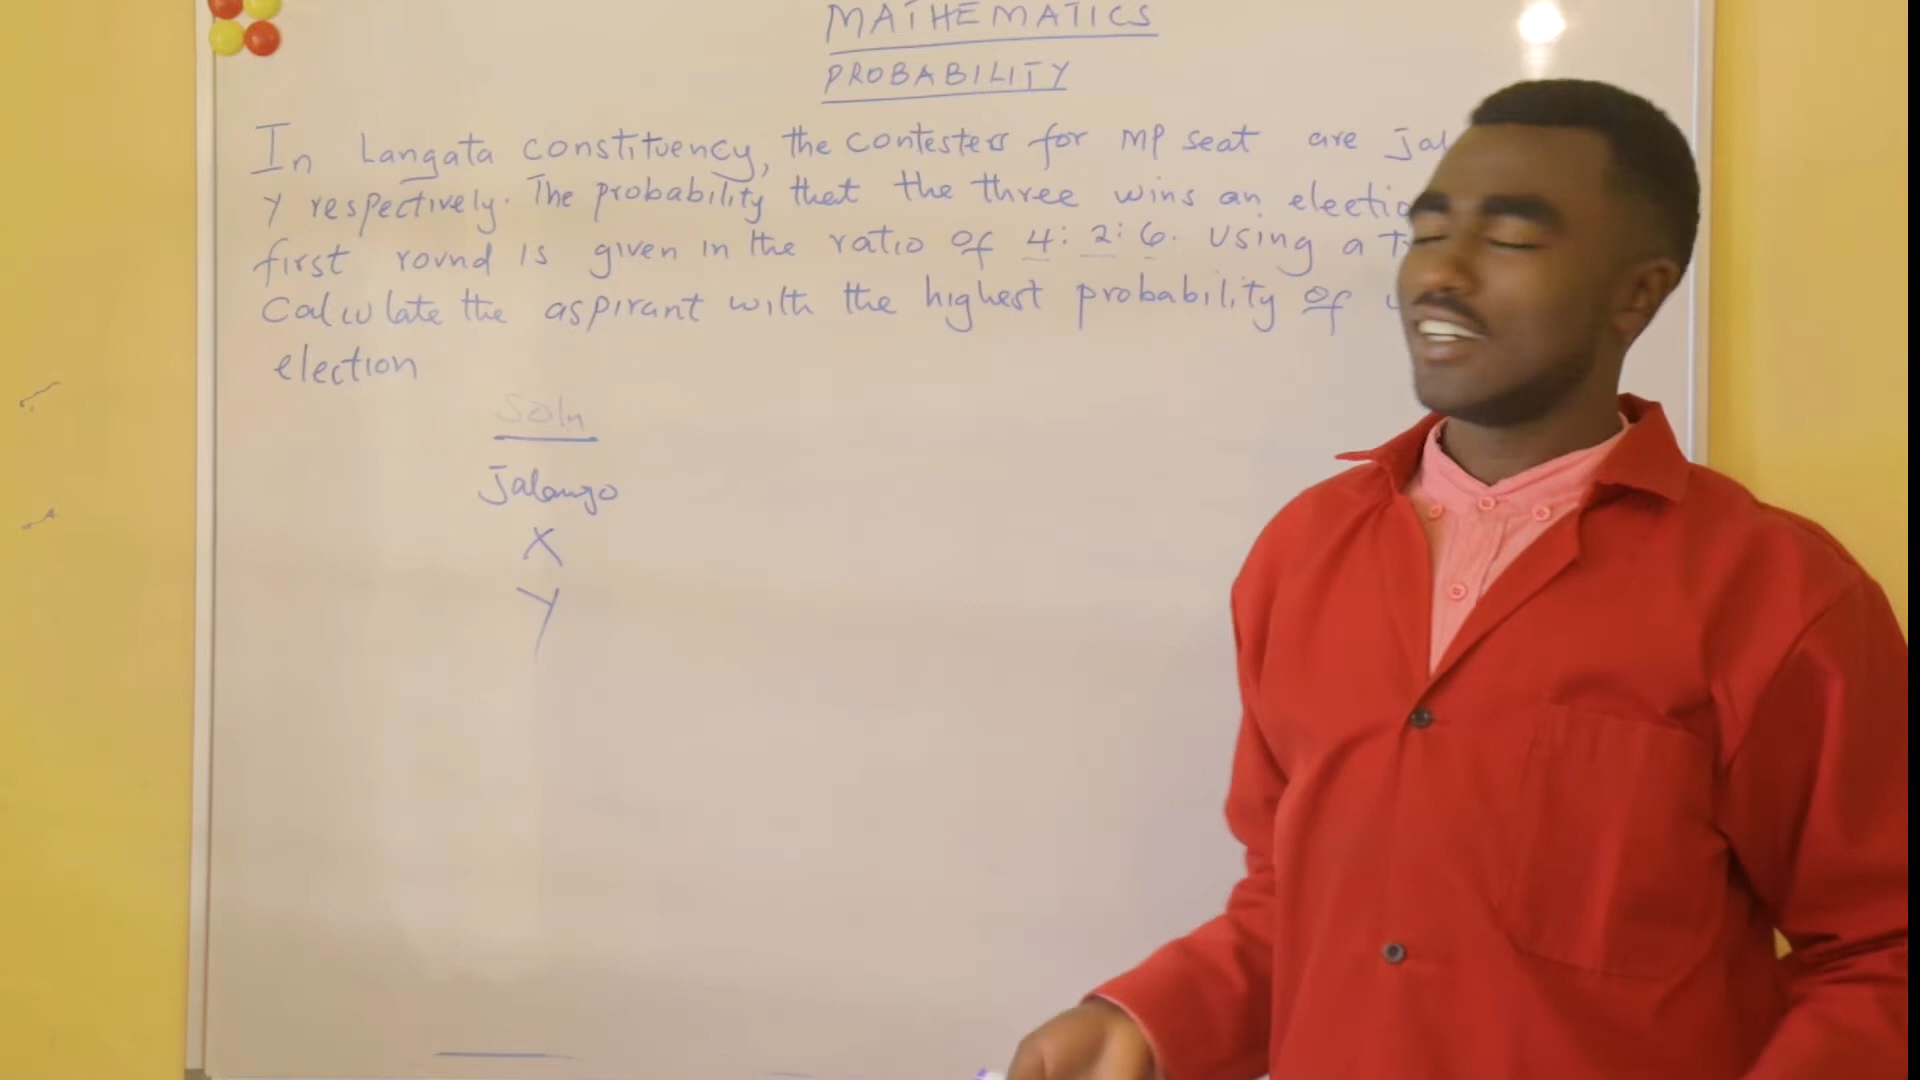 MATHEMATICS
PROBABILITY
In Langata constituency, the contesters for MP seat are
Y respectively. The probability that the three wins an
first round is given in the ratio of 4: 2: 6. Using a
Calculate the aspirant with the highest probability of
election
Soln
Jalango
X
Y